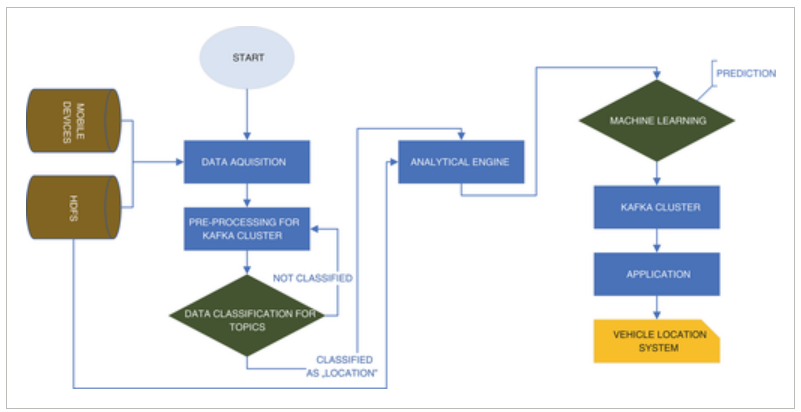 START
MOBILE
DEVICES
HDFS
DATA AQUISITION
PRE-PROCESSING FOR
KAFKA CLUSTER
NOT CLASSIFIED
DATA CLASSIFICATION FOR
TOPICS
CLASSIFIED
AS „LOCATION"
ANALYTICAL ENGINE
PREDICTION
MACHINE LEARNING
KAFKA CLUSTER
APPLICATION
VEHICLE LOCATION
SYSTEM